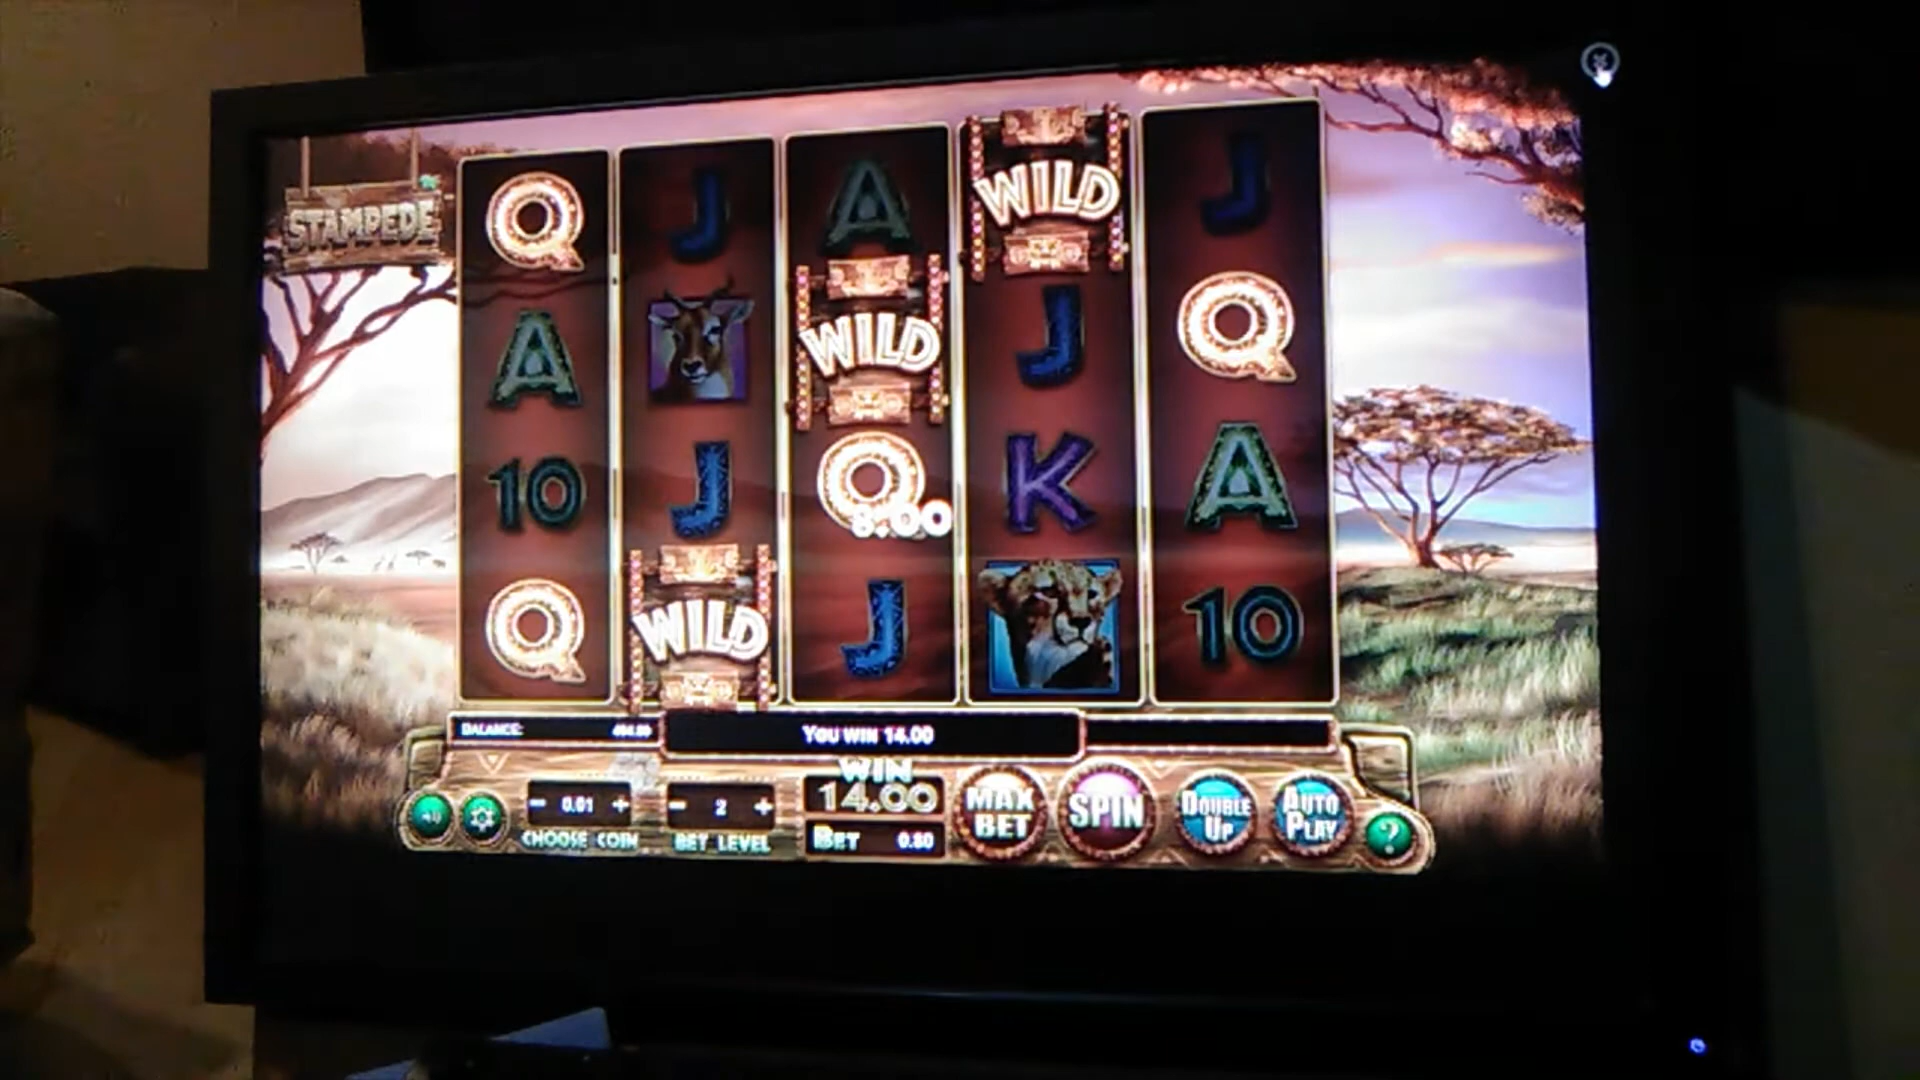 STAMPEDE
Q J A WILD J
A WILD J Q
10 J Q K A
8.00
Q WILD J 10
BALANCE:
YOU WIN 14.00
WIN
14.00
- 0.01 +
CHOOSE COIN
- 2 +
BET LEVEL
BET 0.80
MAX
BET
SPIN
DOUBLE
UP
AUTO
PLAY
?